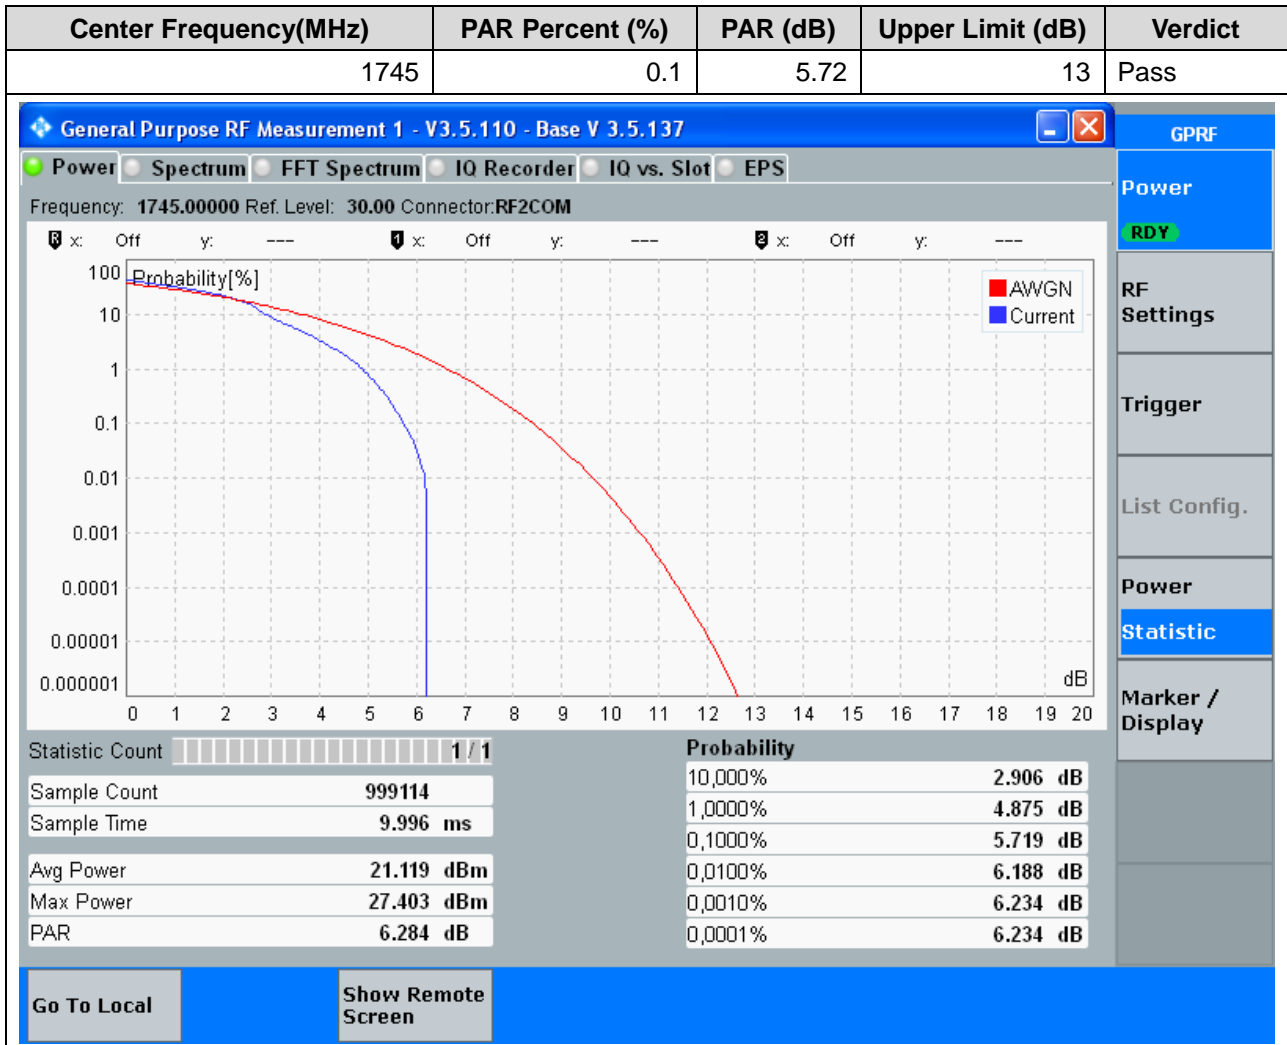 Center Frequency(MHz) PAR Percent (%) PAR (dB) Upper Limit (dB) Verdict
1745 0.1 5.72 13 Pass
General Purpose RF Measurement 1 - V3.5.110 - Base V 3.5.137
GPRF
Power Spectrum FFT Spectrum IQ Recorder IQ vs. Slot EPS
Frequency: 1745.00000 Ref. Level: 30.00 Connector:RF2COM
R x: Off y: --- 1 x: Off y: --- 2 x: Off y: ---
Probability[%]
100
10
1
0.1
0.01
0.001
0.0001
0.00001
0.000001
AWGN
Current
dB
0 1 2 3 4 5 6 7 8 9 10 11 12 13 14 15 16 17 18 19 20
Statistic Count 1 / 1
Sample Count 999114
Sample Time 9.996 ms
Avg Power 21.119 dBm
Max Power 27.403 dBm
PAR 6.284 dB
Probability
10,000% 2.906 dB
1,0000% 4.875 dB
0,1000% 5.719 dB
0,0100% 6.188 dB
0,0010% 6.234 dB
0,0001% 6.234 dB
Power
RDY
RF
Settings
Trigger
List Config.
Power
Statistic
Marker /
Display
Go To Local
Show Remote
Screen